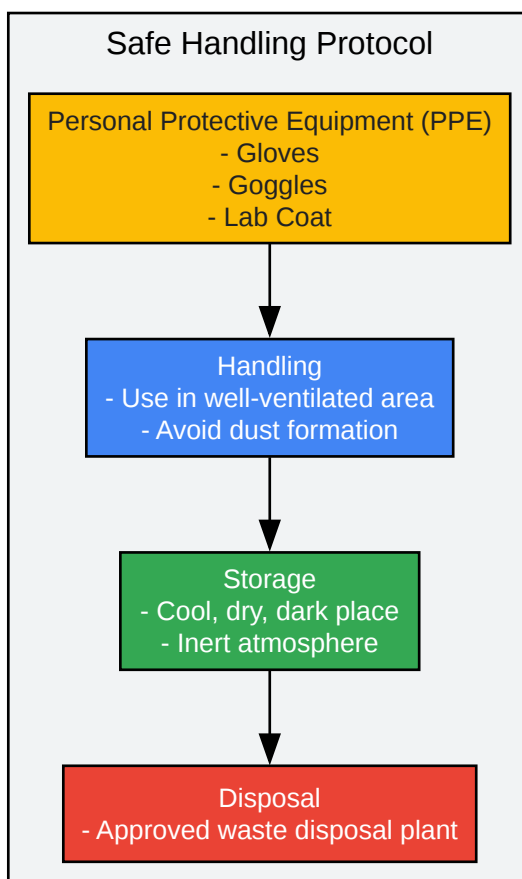 Safe Handling Protocol
Personal Protective Equipment (PPE)
- Gloves
- Goggles
- Lab Coat
Handling
- Use in well-ventilated area
- Avoid dust formation
Storage
- Cool, dry, dark place
- Inert atmosphere
Disposal
- Approved waste disposal plant